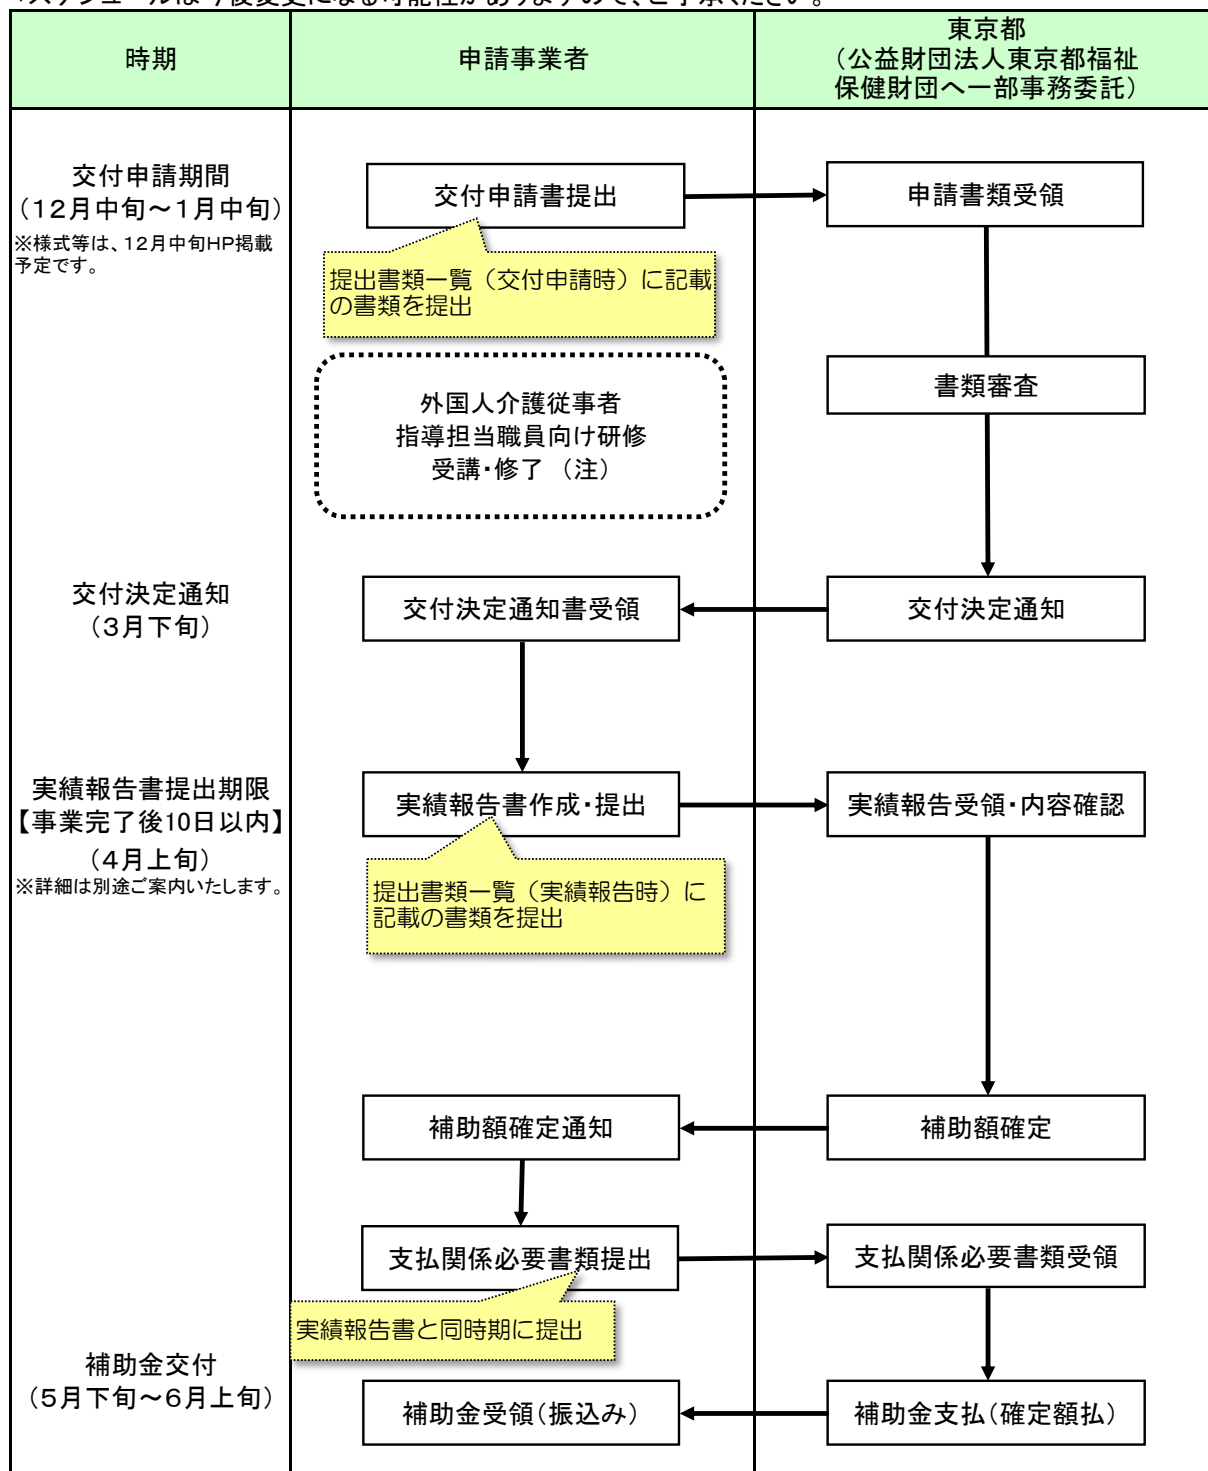 時期
申請事業者
東京都
（公益財団法人東京都福祉
保健財団へ一部事務委託）
交付申請期間
（１２月中旬～１月中旬）
※様式等は、１２月中旬HP掲載
予定です。
交付申請書提出
申請書類受領
提出書類一覧（交付申請時）に記載
の書類を提出
書類審査
外国人介護従事者
指導担当職員向け研修
受講・修了 （注）
交付決定通知
（３月下旬）
交付決定通知書受領
交付決定通知
実績報告書提出期限
【事業完了後10日以内】
（４月上旬）
※詳細は別途ご案内いたします。
実績報告書作成・提出
実績報告受領・内容確認
提出書類一覧（実績報告時）に
記載の書類を提出
補助額確定通知
補助額確定
支払関係必要書類提出
支払関係必要書類受領
実績報告書と同時期に提出
補助金交付
（５月下旬～６月上旬）
補助金受領（振込み）
補助金支払（確定額払）